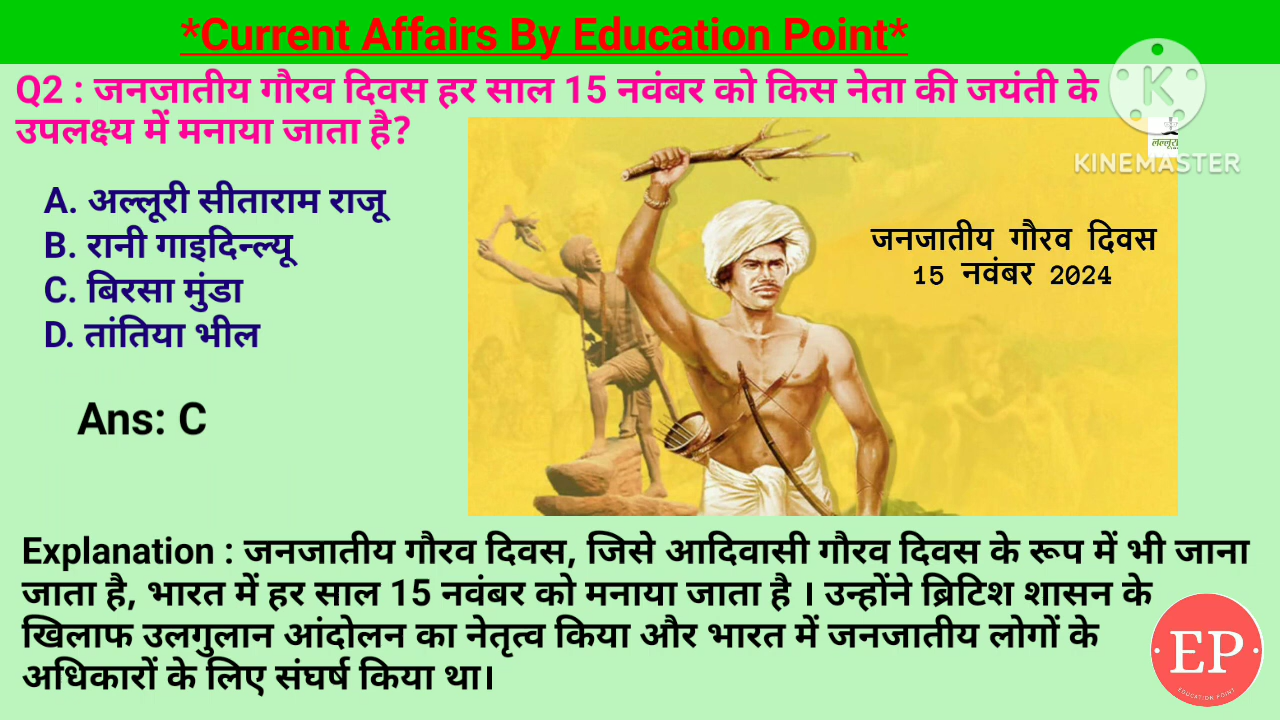 *Current Affairs By Education Point*
Q2 : जनजातीय गौरव दिवस हर साल 15 नवंबर को किस नेता की जयंती के
उपलक्ष्य में मनाया जाता है?
K
KINEMASTER
A. अल्लूरी सीताराम राजू
B. रानी गाइदिन्ल्यू
C. बिरसा मुंडा
D. तांतिया भील
जनजातीय गौरव दिवस
15 नवंबर 2024
Ans: C
Explanation : जनजातीय गौरव दिवस, जिसे आदिवासी गौरव दिवस के रूप में भी जाना
जाता है, भारत में हर साल 15 नवंबर को मनाया जाता है । उन्होंने ब्रिटिश शासन के
खिलाफ उलगुलान आंदोलन का नेतृत्व किया और भारत में जनजातीय लोगों के
अधिकारों के लिए संघर्ष किया था।
EP
EDUCATION POINT